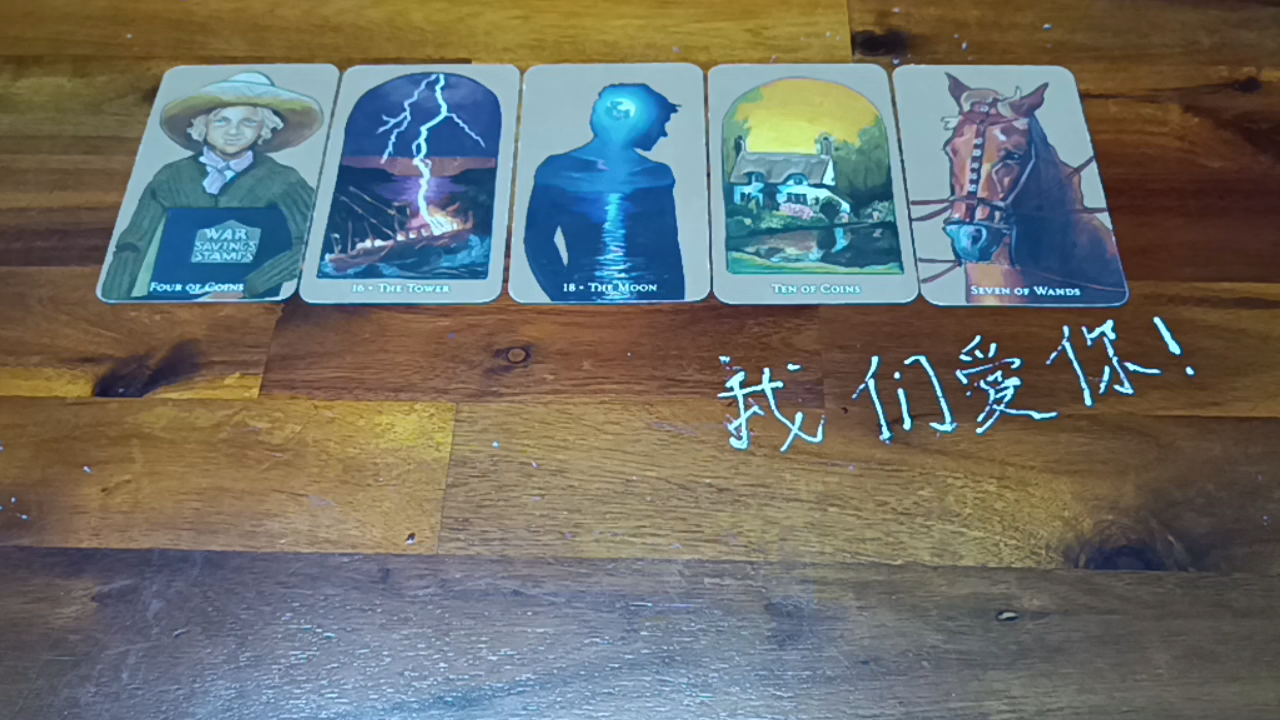 WAR
SAVINGS
STAMPS
FOUR OF COINS
16 • THE TOWER
18 • THE MOON
TEN OF COINS
SEVEN OF WANDS
我们爱你!